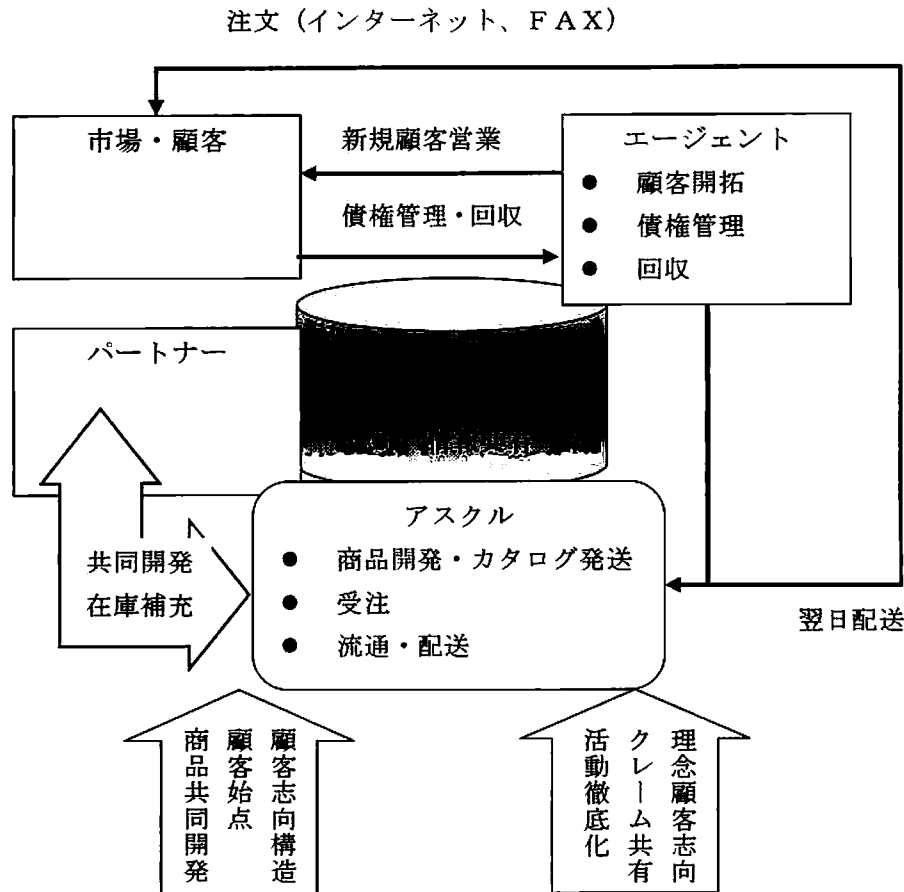 注文（インターネット、ＦＡＸ）
市場・顧客
新規顧客営業
債権管理・回収
エージェント
● 顧客開拓
● 債権管理
● 回収
パートナー
共同開発
在庫補充
アスクル
● 商品開発・カタログ発送
● 受注
● 流通・配送
翌日配送
顧客志向構造
顧客始点
商品共同開発
理念顧客志向
クレーム共有
活動徹底化